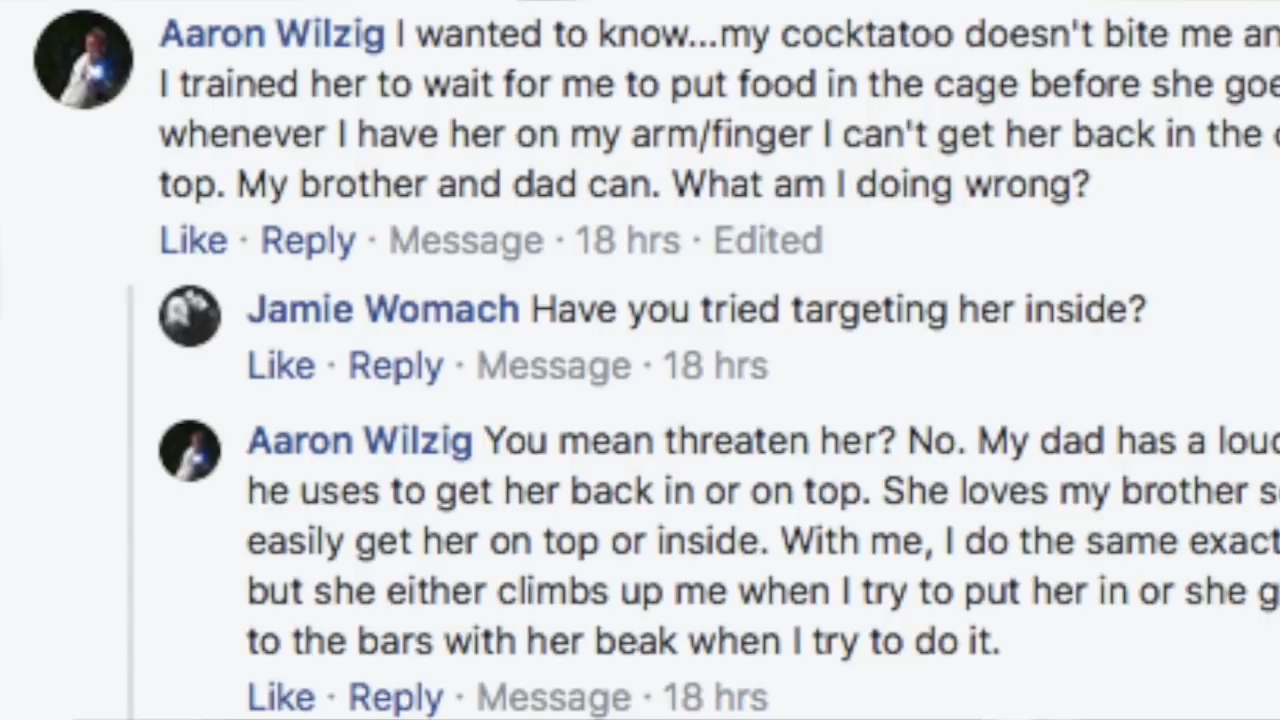 Aaron Wilzig I wanted to know...my cocktatoo doesn't bite me
I trained her to wait for me to put food in the cage before she
whenever I have her on my arm/finger I can't get her back in the
top. My brother and dad can. What am I doing wrong?
Like · Reply · Message · 18 hrs · Edited
Jamie Womach Have you tried targeting her inside?
Like · Reply · Message · 18 hrs
Aaron Wilzig You mean threaten her? No. My dad has a
he uses to get her back in or on top. She loves my brother
easily get her on top or inside. With me, I do the same exact
but she either climbs up me when I try to put her in or she
to the bars with her beak when I try to do it.
Like · Reply · Message · 18 hrs